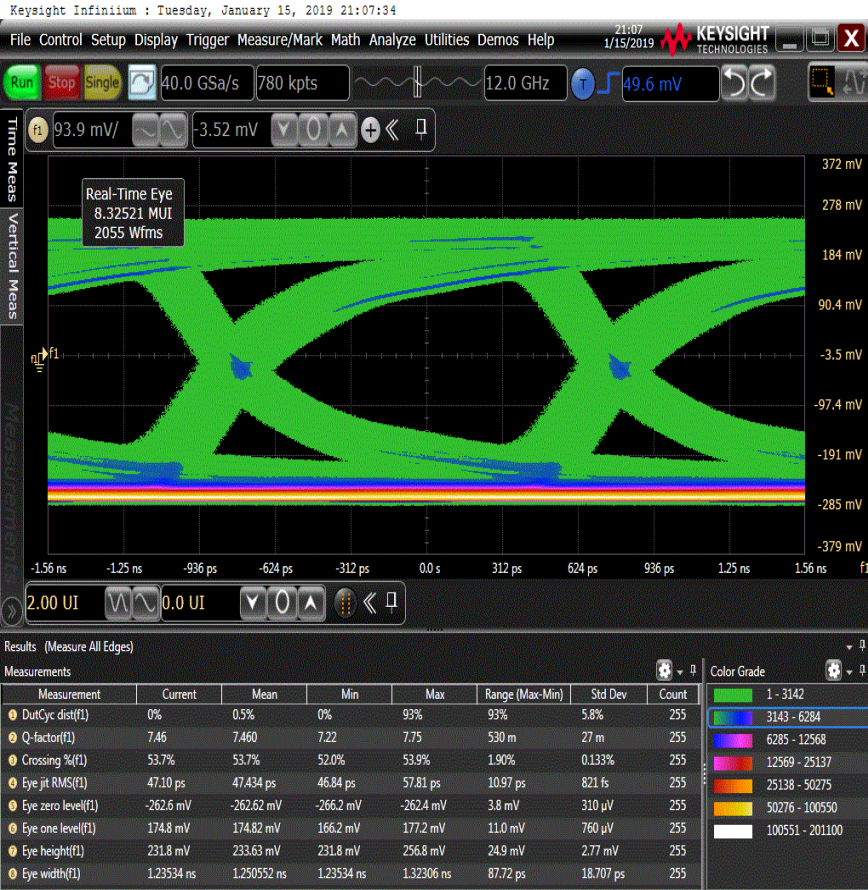 Keysight Infiniium : Tuesday, January 15, 2019 21:07:34
File Control Setup Display Trigger Measure/Mark Math Analyze Utilities Demos Help
21:07
1/15/2019
KEYSIGHT
TECHNOLOGIES
X
Run Stop Single 40.0 GSa/s 780 kpts 12.0 GHz T 49.6 mV
Time Meas
Vertical Meas
Measurements
f1 93.9 mV/ -3.52 mV
Real-Time Eye
8.32521 MUI
2055 Wfms
372 mV
278 mV
184 mV
90.4 mV
-3.5 mV
-97.4 mV
-191 mV
-285 mV
-379 mV
f1
-1.56 ns -1.25 ns -936 ps -624 ps -312 ps 0.0 s 312 ps 624 ps 936 ps 1.25 ns 1.56 ns f1
2.00 UI 0.0 UI
Results (Measure All Edges)
Measurements
Measurement Current Mean Min Max Range (Max-Min) Std Dev Count
1 DutCyc dist(f1) 0% 0.5% 0% 93% 93% 5.8% 255
2 Q-factor(f1) 7.46 7.460 7.22 7.75 530 m 27 m 255
3 Crossing %(f1) 53.7% 53.7% 52.0% 53.9% 1.90% 0.133% 255
4 Eye jit RMS(f1) 47.10 ps 47.434 ps 46.84 ps 57.81 ps 10.97 ps 821 fs 255
5 Eye zero level(f1) -262.6 mV -262.62 mV -266.2 mV -262.4 mV 3.8 mV 310 µV 255
6 Eye one level(f1) 174.8 mV 174.82 mV 166.2 mV 177.2 mV 11.0 mV 760 µV 255
7 Eye height(f1) 231.8 mV 233.63 mV 231.8 mV 256.8 mV 24.9 mV 2.77 mV 255
8 Eye width(f1) 1.23534 ns 1.250552 ns 1.23534 ns 1.32306 ns 87.72 ps 18.707 ps 255
Color Grade
1 - 3142
3143 - 6284
6285 - 12568
12569 - 25137
25138 - 50275
50276 - 100550
100551 - 201100